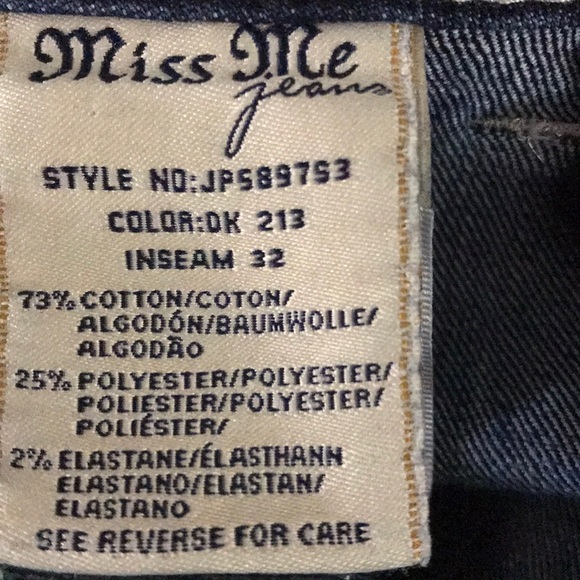 Miss Me
jeans
STYLE NO:JP5897S3
COLOR:DK 213
INSEAM 32
73% COTTON/COTON/
ALGODÓN/BAUMWOLLE/
ALGODÃO
25% POLYESTER/POLYESTER/
POLIESTER/POLYESTER/
POLIÉSTER/
2% ELASTANE/ÉLASTHANN
ELASTANO/ELASTAN/
ELASTANO
SEE REVERSE FOR CARE